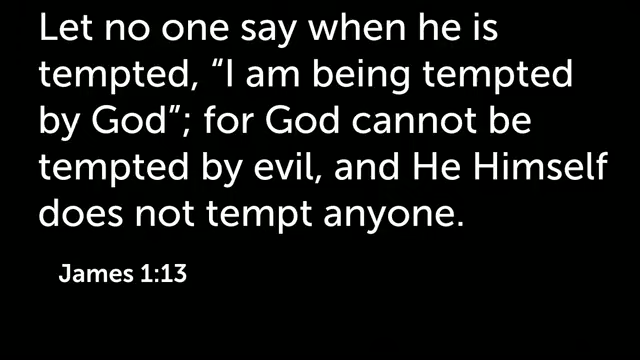 Let no one say when he is
tempted, “I am being tempted
by God”; for God cannot be
tempted by evil, and He Himself
does not tempt anyone.
James 1:13